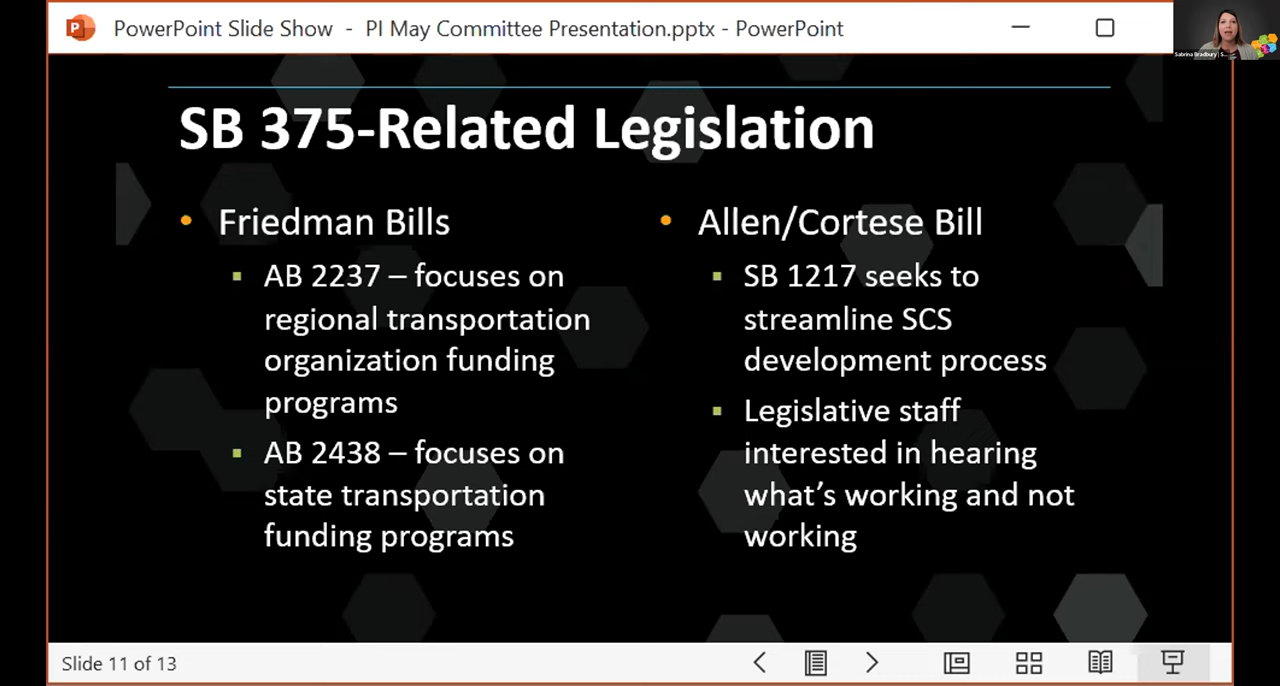 PowerPoint Slide Show - PI May Committee Presentation.pptx - PowerPoint
Sabrina Bradbury
SB 375-Related Legislation
• Friedman Bills
▪ AB 2237 – focuses on
regional transportation
organization funding
programs
▪ AB 2438 – focuses on
state transportation
funding programs
• Allen/Cortese Bill
▪ SB 1217 seeks to
streamline SCS
development process
▪ Legislative staff
interested in hearing
what’s working and not
working
Slide 11 of 13